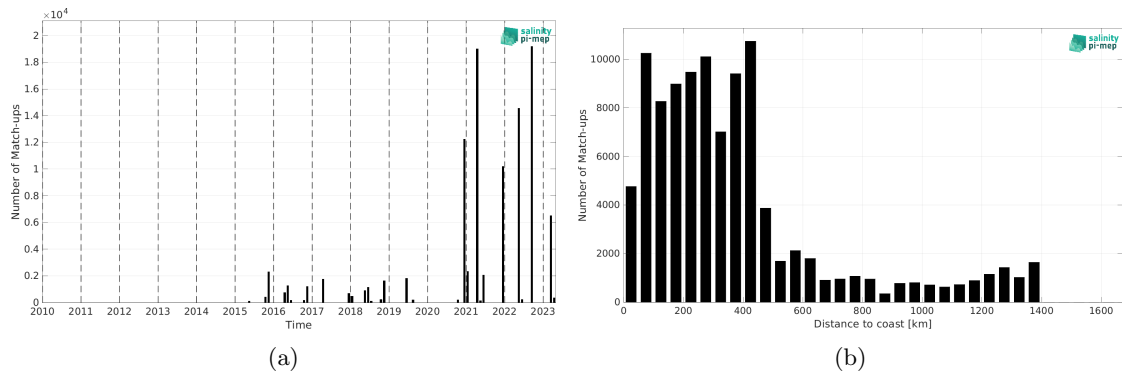 ×10⁴
2
1.8
1.6
1.4
1.2
1
0.8
0.6
0.4
0.2
0
Number of Match-ups
2010 2011 2012 2013 2014 2015 2016 2017 2018 2019 2020 2021 2022 2023
Time
salinity
pi-mep
(a)
10000
8000
6000
4000
2000
0
Number of Match-ups
0 200 400 600 800 1000 1200 1400 1600
Distance to coast [km]
salinity
pi-mep
(b)